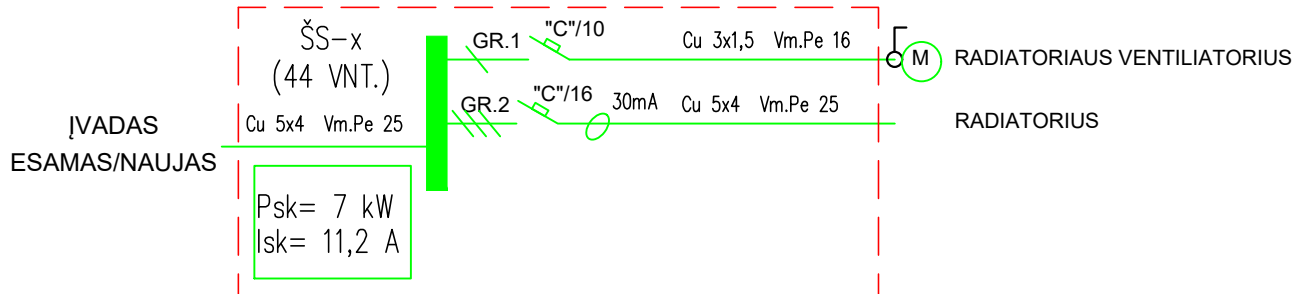 ŠS-x
(44 VNT.)
ĮVADAS
ESAMAS/NAUJAS
Cu 5x4 Vm.Pe 25
Psk= 7 kW
Isk= 11,2 A
GR.1
"C"/10
Cu 3x1,5 Vm.Pe 16
M
RADIATORIAUS VENTILIATORIUS
GR.2
"C"/16
30mA
Cu 5x4 Vm.Pe 25
RADIATORIUS